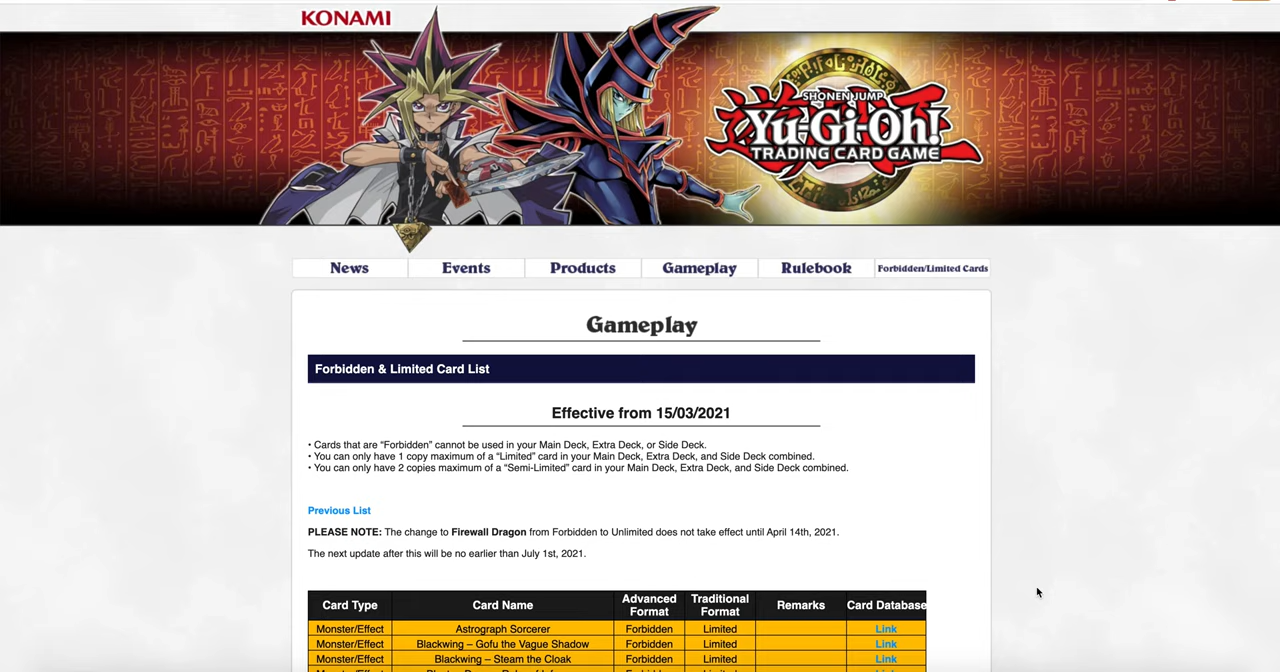 KONAMI
SHONEN JUMP
Yu-Gi-Oh!
TRADING CARD GAME
News Events Products Gameplay Rulebook Forbidden/Limited Cards
Gameplay
Forbidden & Limited Card List
Effective from 15/03/2021
• Cards that are “Forbidden” cannot be used in your Main Deck, Extra Deck, or Side Deck.
• You can only have 1 copy maximum of a “Limited” card in your Main Deck, Extra Deck, and Side Deck combined.
• You can only have 2 copies maximum of a “Semi-Limited” card in your Main Deck, Extra Deck, and Side Deck combined.
Previous List
PLEASE NOTE: The change to Firewall Dragon from Forbidden to Unlimited does not take effect until April 14th, 2021.
The next update after this will be no earlier than July 1st, 2021.
Card Type Card Name Advanced Format Traditional Format Remarks Card Database
Monster/Effect Astrograph Sorcerer Forbidden Limited Link
Monster/Effect Blackwing – Gofu the Vague Shadow Forbidden Limited Link
Monster/Effect Blackwing – Steam the Cloak Forbidden Limited Link